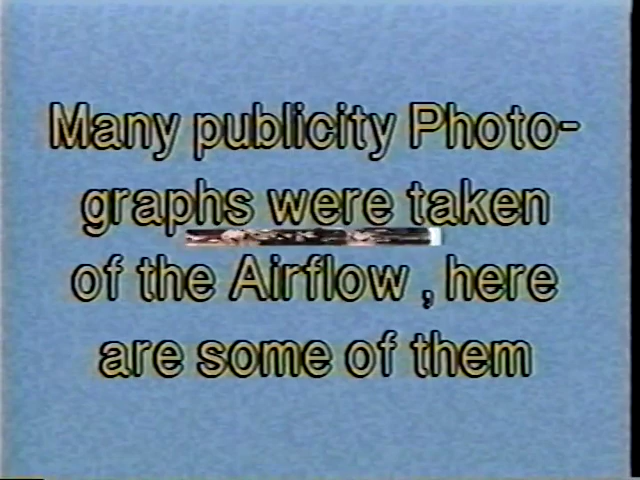 Many publicity Photo-
graphs were taken
of the Airflow , here
are some of them